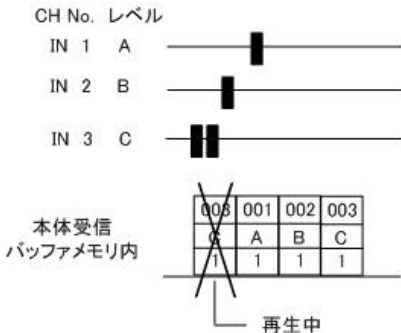 CH No. レベル
IN 1 A
IN 2 B
IN 3 C
003 001 002 003
C A B C
1 1 1 1
本体受信
バッファメモリ内
再生中